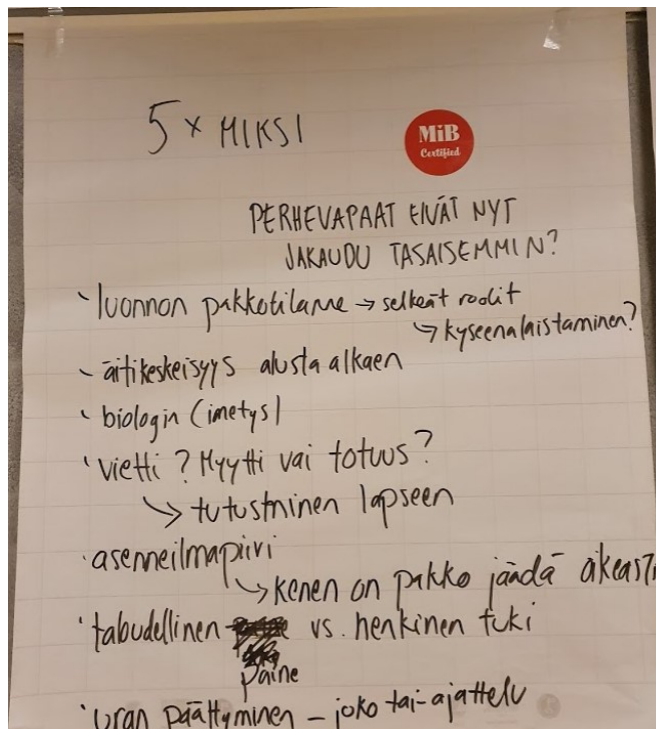 5 x MIKSI
MiB
Certified
PERHEVAPAAT EIVÄT NYT
JAKAUDU TASAISEMMIN?
- luonnon pakkotilanne → selkeät roolit
↳ kyseenalaistaminen?
- äitikeskeisyys alusta alkaen
- biologin (imetys)
- vietti? Myytti vai totuus?
↳ tutustminen lapseen
- asenneilmapiiri
↳ kenen on pakko jäädä
- taloudellinen vs. henkinen tuki
paine
- uran päättyminen – joko tai-ajattelu